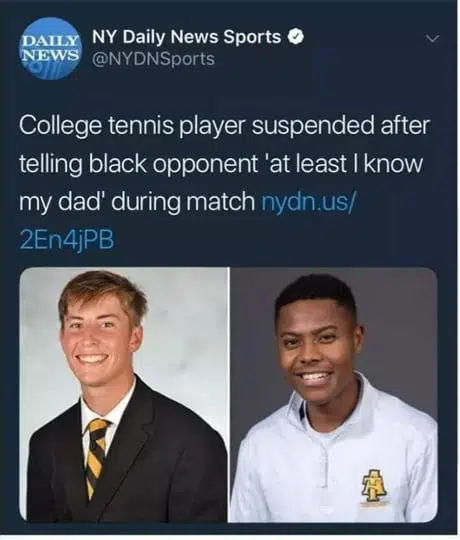 DAILY NEWS
NY Daily News Sports
@NYDNSports
College tennis player suspended after
telling black opponent 'at least I know
my dad' during match nydn.us/
2En4jPB